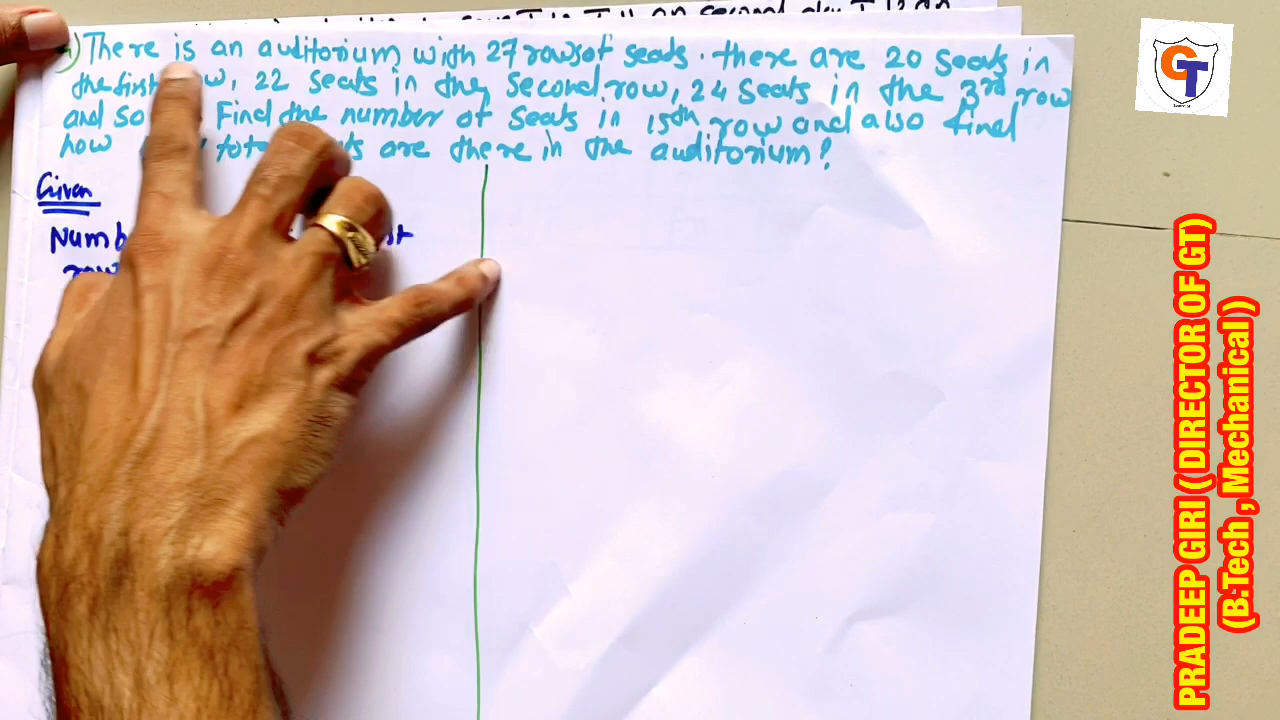 1) There is an auditorium with 27 rows of seats. there are 20 seats in
the first row, 22 seats in the second row, 24 seats in the 3rd row
and so Find the number of seats in 15th row and also find
how are there in the auditorium?
Given
GT
PRADEEP GIRI ( DIRECTOR OF GT)
(B.Tech , Mechanical )